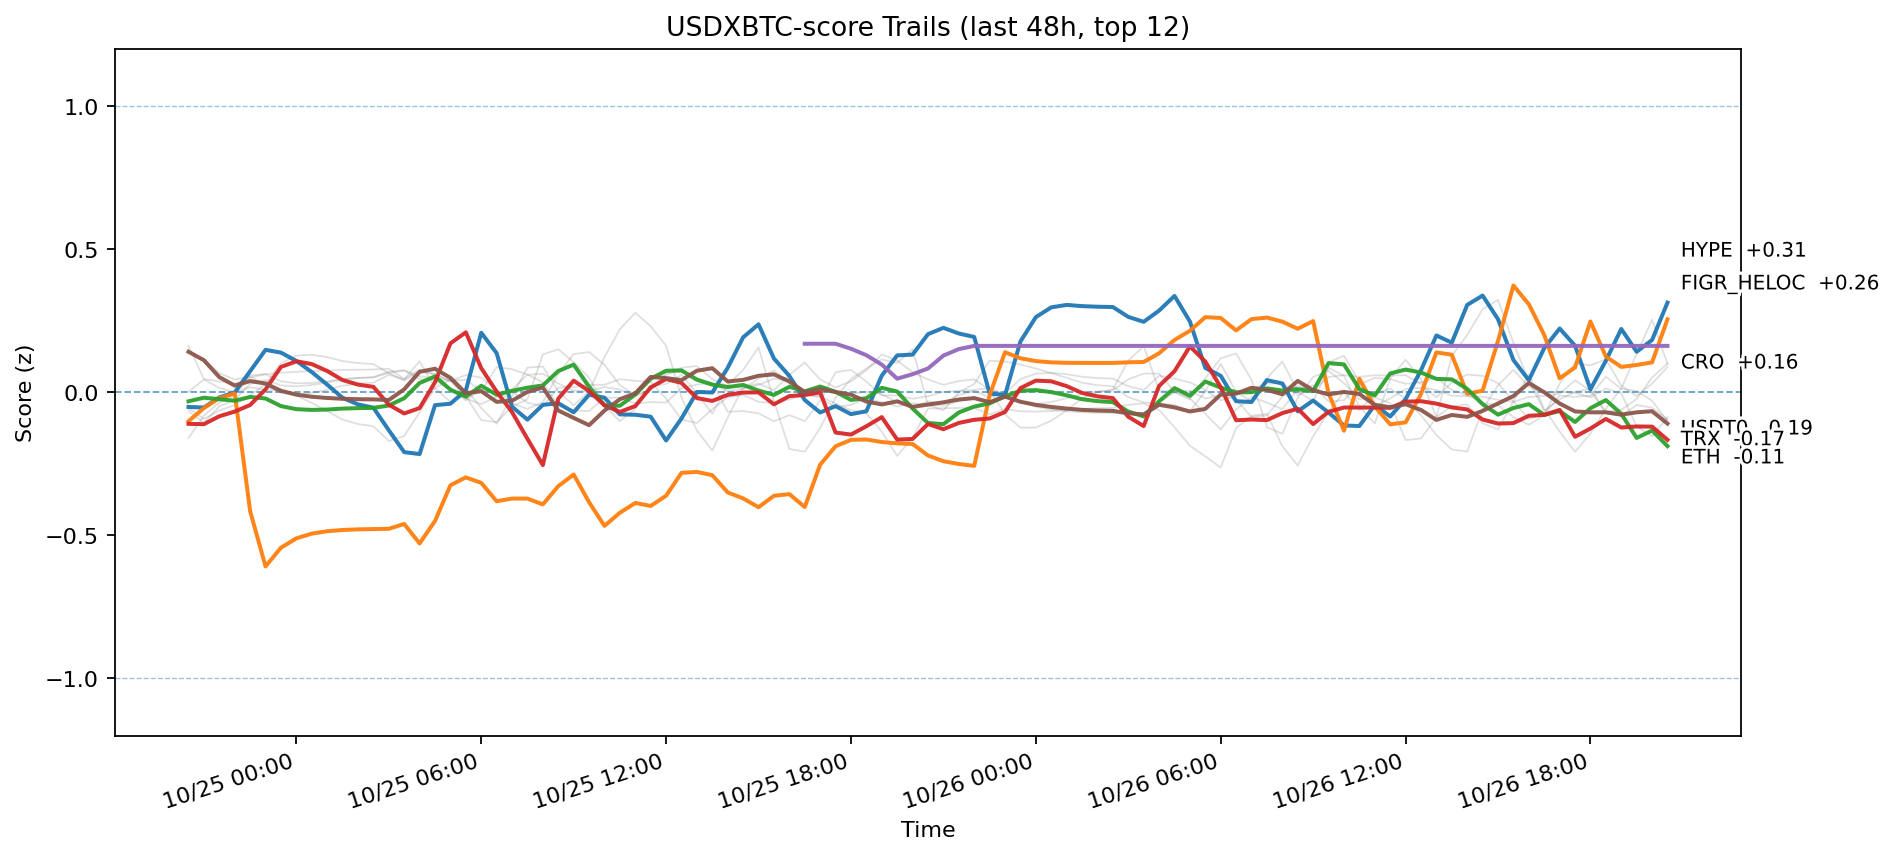 USDXBTC-score Trails (last 48h, top 12)
Score (z)
1.0
0.5
0.0
−0.5
−1.0
HYPE +0.31
FIGR_HELOC +0.26
CRO +0.16
USDT0 -0.19
TRX -0.17
ETH -0.11
10/25 00:00
10/25 06:00
10/25 12:00
10/25 18:00
10/26 00:00
10/26 06:00
10/26 12:00
10/26 18:00
Time